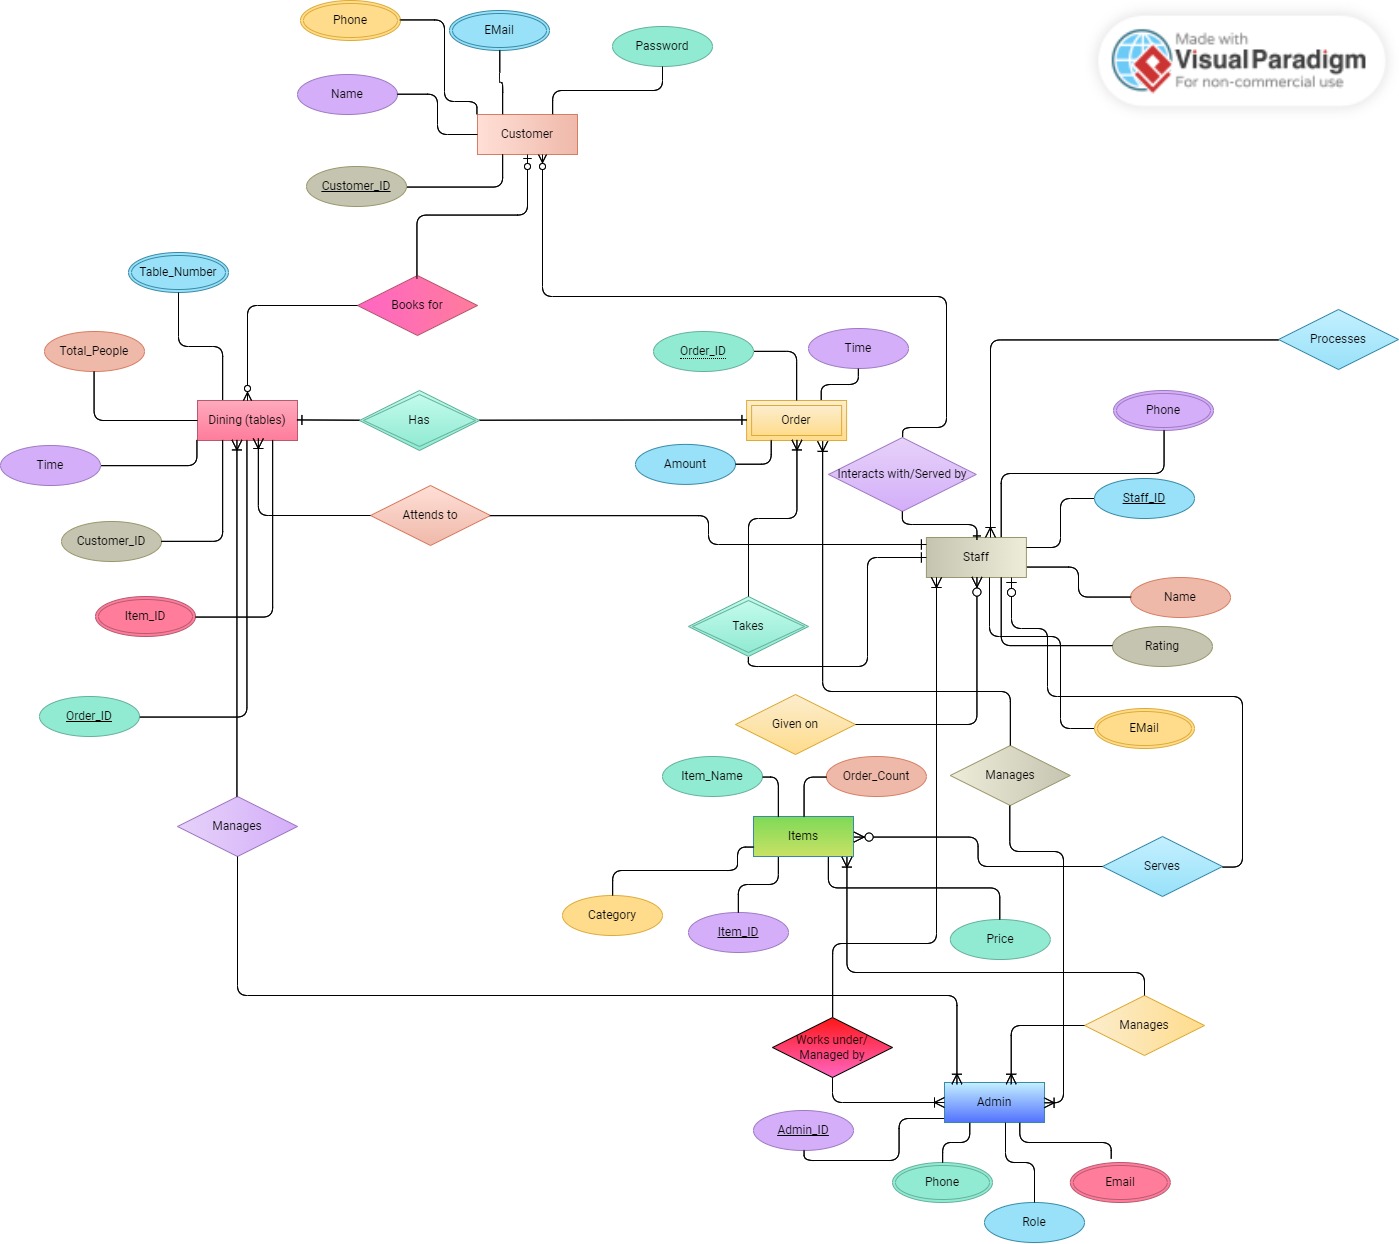 Phone
EMail
Password
Made with
Visual Paradigm
For non-commercial use
Name
Customer
Customer_ID
Table_Number
Books for
Total_People
Order_ID
Time
Processes
Dining (tables)
Has
Order
Phone
Time
Amount
Interacts with/Served by
Staff_ID
Attends to
Customer_ID
Staff
Name
Item_ID
Takes
Rating
Order_ID
Given on
EMail
Item_Name
Order_Count
Manages
Manages
Items
Serves
Category
Item_ID
Price
Works under/
Managed by
Manages
Admin
Admin_ID
Phone
Email
Role